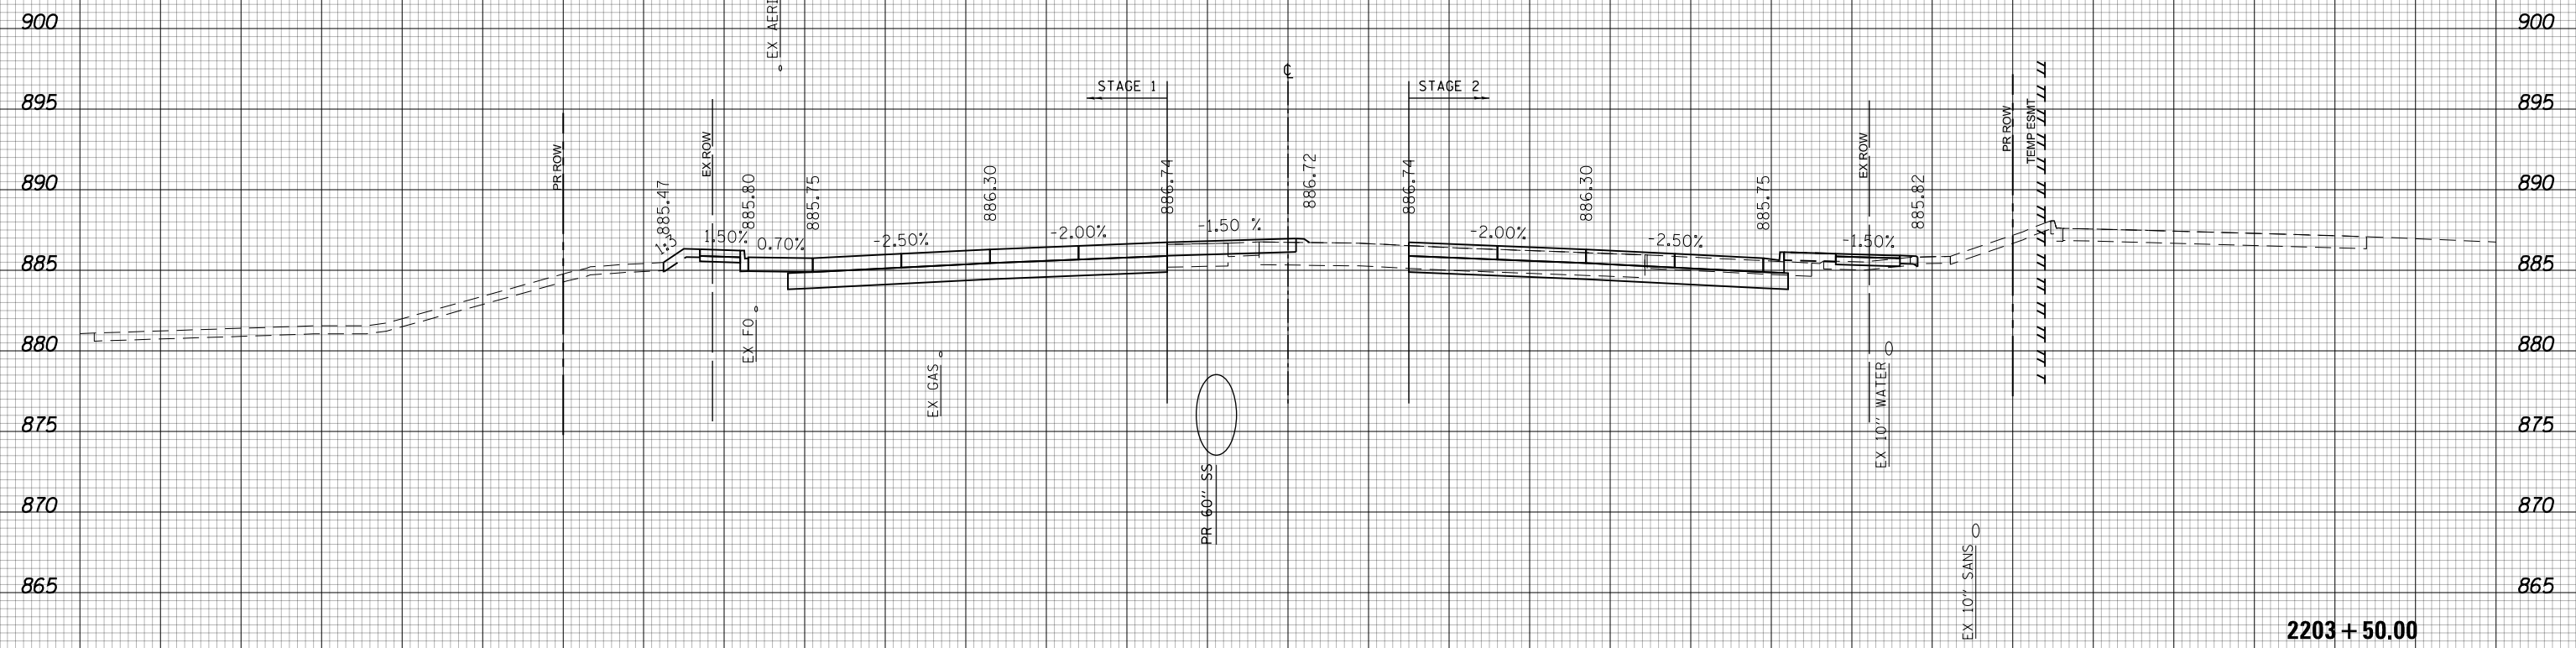 900
900
EX AERI
℄
STAGE 1
STAGE 2
895
895
PR ROW
EX ROW
EX ROW
PR ROW
TEMP ESMT
890
890
885.47
885.80
885.75
886.30
886.74
886.72
886.74
886.30
885.75
885.82
1:3
1.50%
0.70%
-2.50%
-2.00%
-1.50 %
-2.00%
-2.50%
-1.50%
885
885
880
880
EX FO
EX GAS
EX 10" WATER
875
875
PR 60" SS
870
870
EX 10" SANS
865
865
2203+50.00